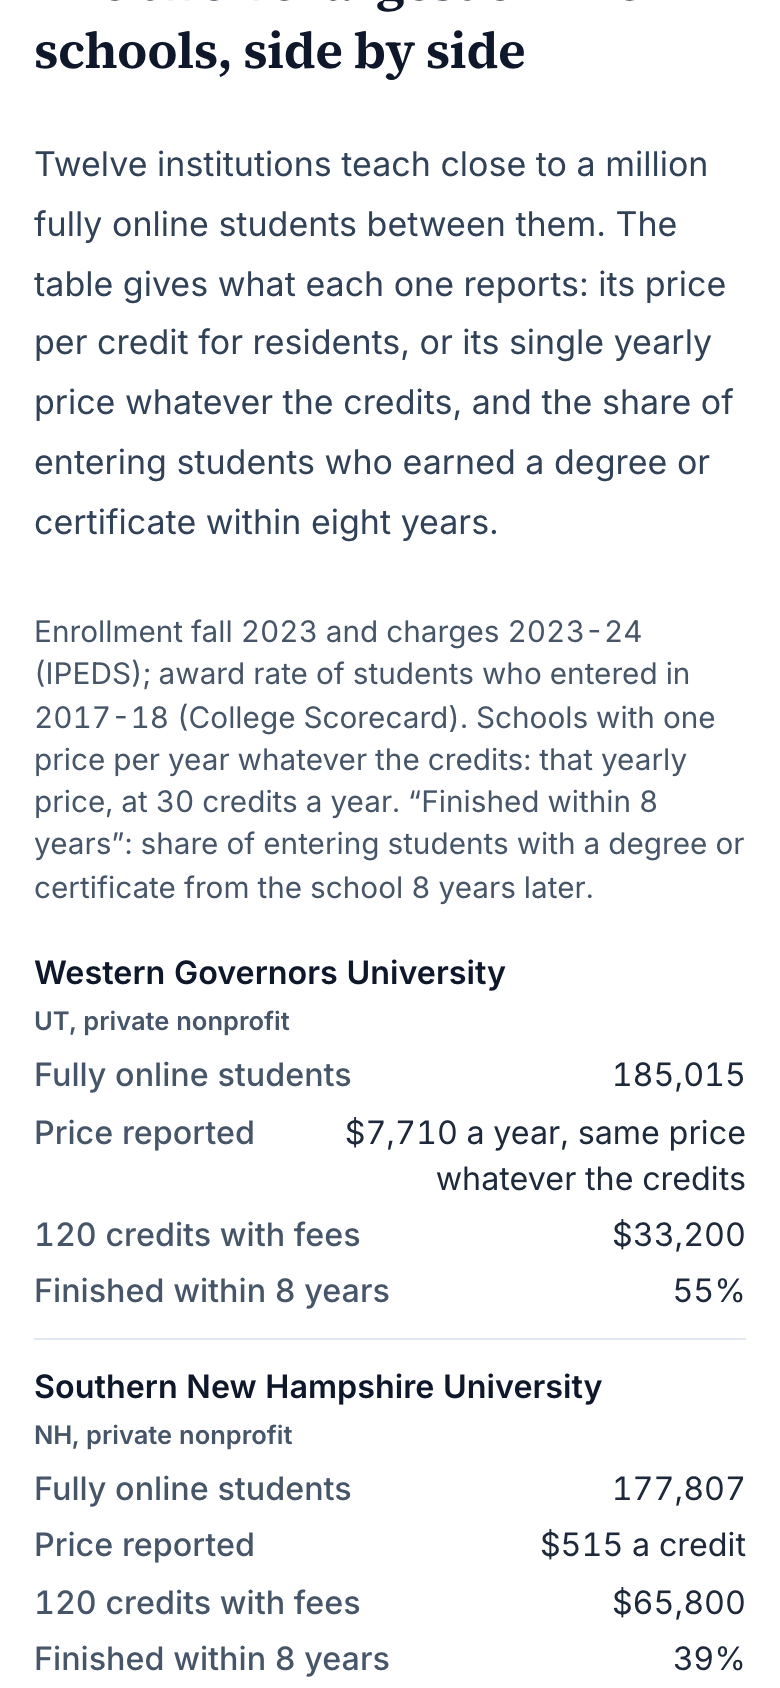 schools, side by side
Twelve institutions teach close to a million
fully online students between them. The
table gives what each one reports: its price
per credit for residents, or its single yearly
price whatever the credits, and the share of
entering students who earned a degree or
certificate within eight years.
Enrollment fall 2023 and charges 2023-24
(IPEDS); award rate of students who entered in
2017-18 (College Scorecard). Schools with one
price per year whatever the credits: that yearly
price, at 30 credits a year. “Finished within 8
years”: share of entering students with a degree or
certificate from the school 8 years later.
Western Governors University
UT, private nonprofit
Fully online students 185,015
Price reported $7,710 a year, same price
whatever the credits
120 credits with fees $33,200
Finished within 8 years 55%
Southern New Hampshire University
NH, private nonprofit
Fully online students 177,807
Price reported $515 a credit
120 credits with fees $65,800
Finished within 8 years 39%